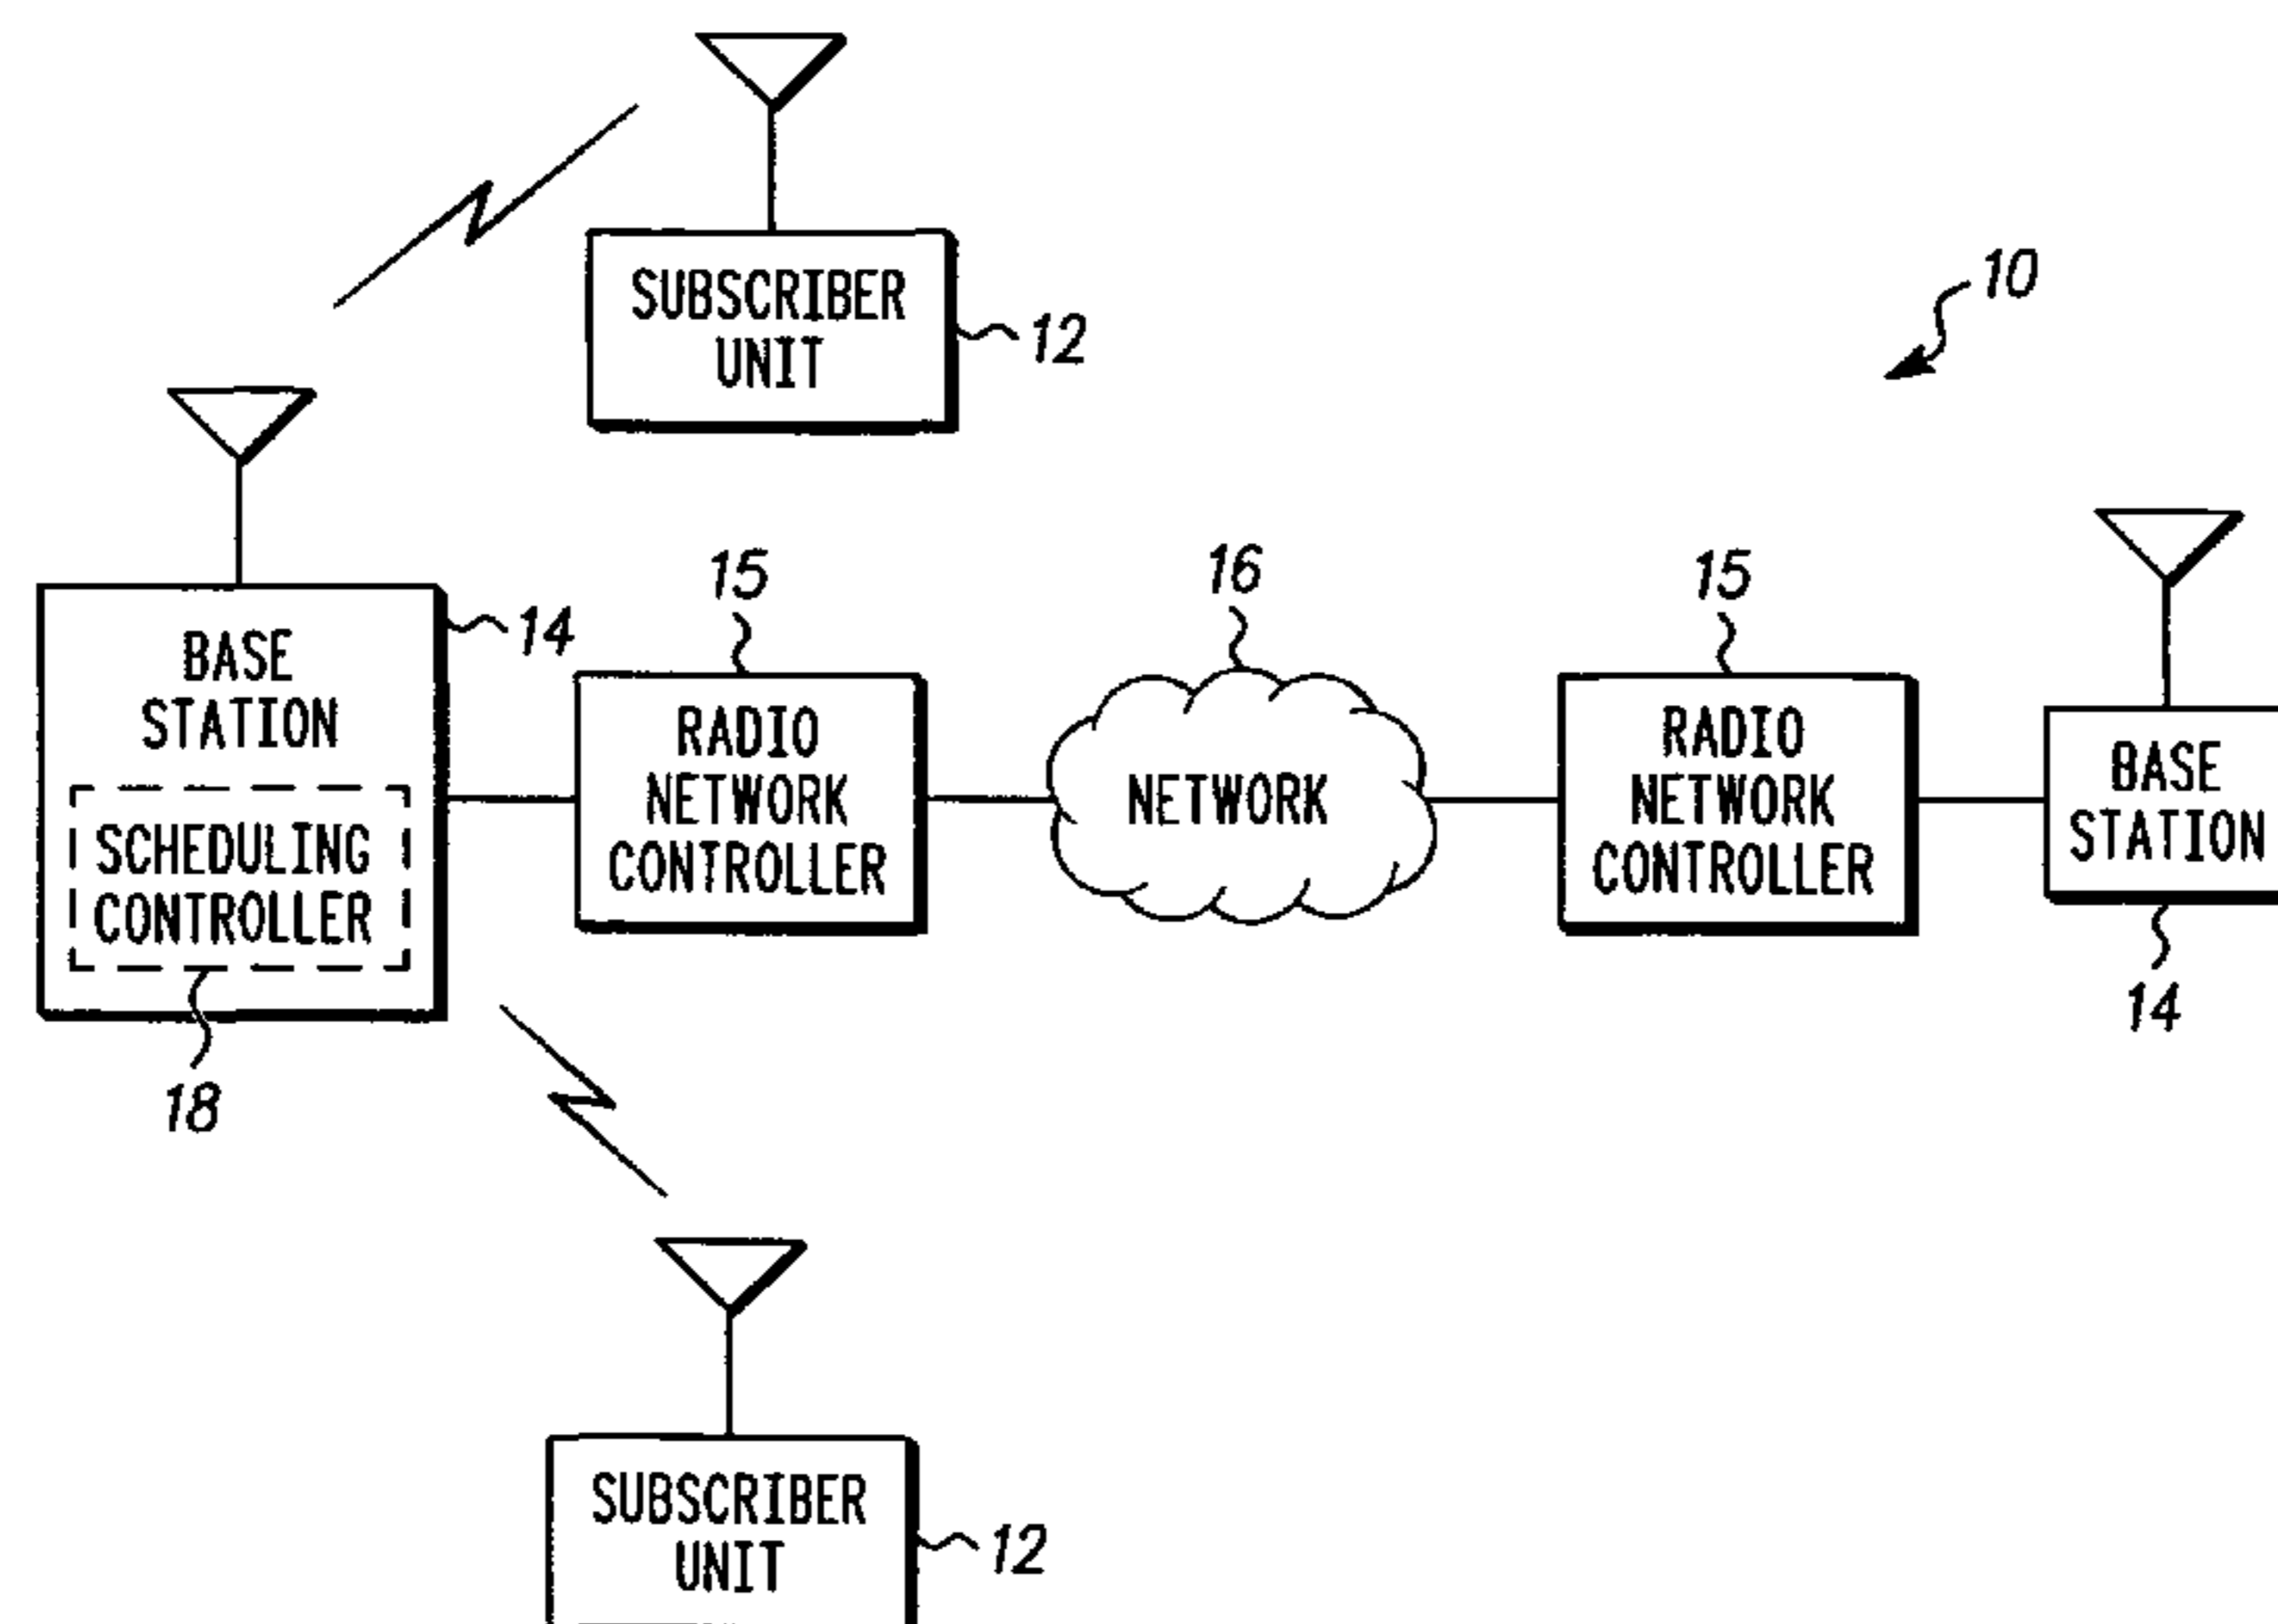 SUBSCRIBER
UNIT
12
10
BASE
STATION
14
SCHEDULING
CONTROLLER
18
15
RADIO
NETWORK
CONTROLLER
16
NETWORK
15
RADIO
NETWORK
CONTROLLER
BASE
STATION
14
SUBSCRIBER
UNIT
12